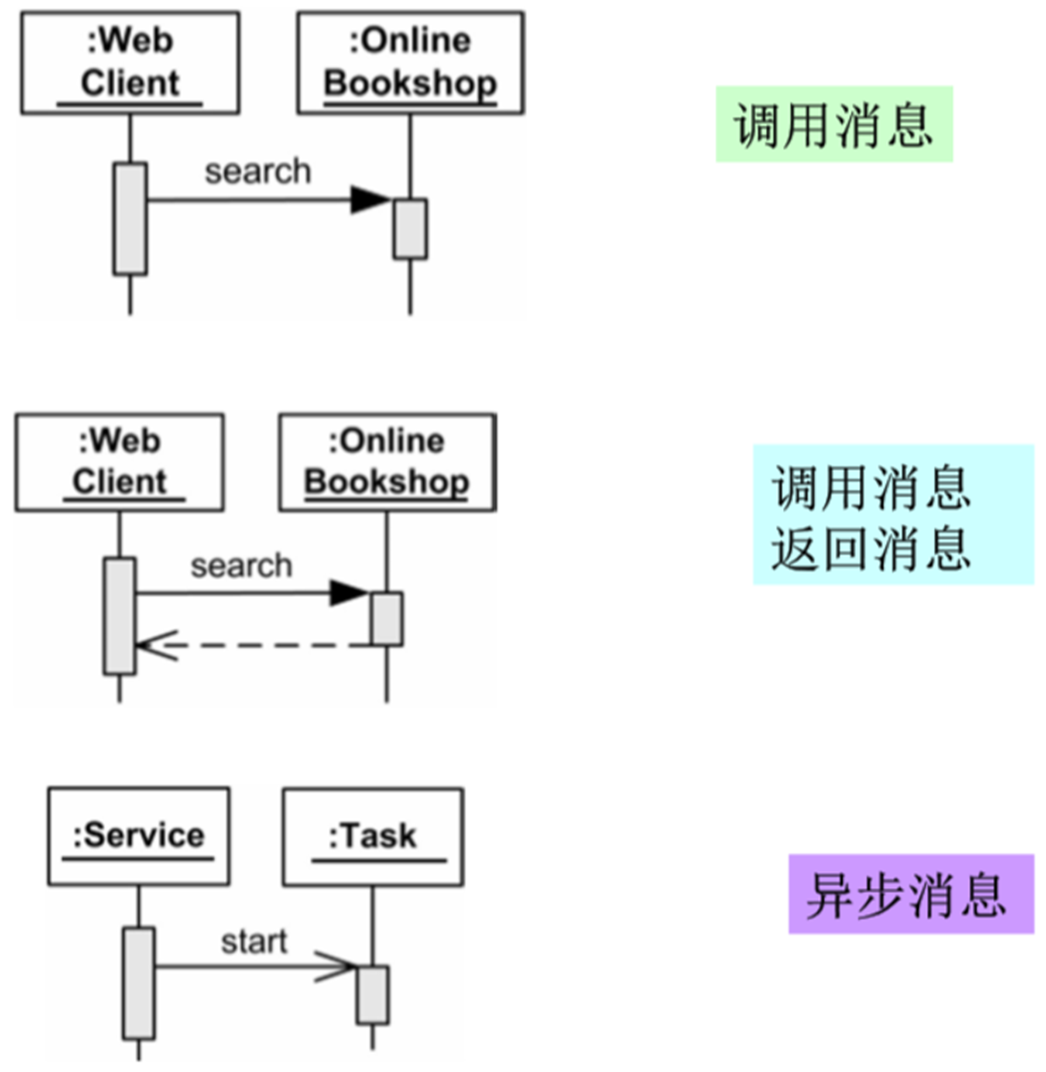 :Web
Client
:Online
Bookshop
调用消息
search
:Web
Client
:Online
Bookshop
调用消息
返回消息
search
:Service
:Task
异步消息
start